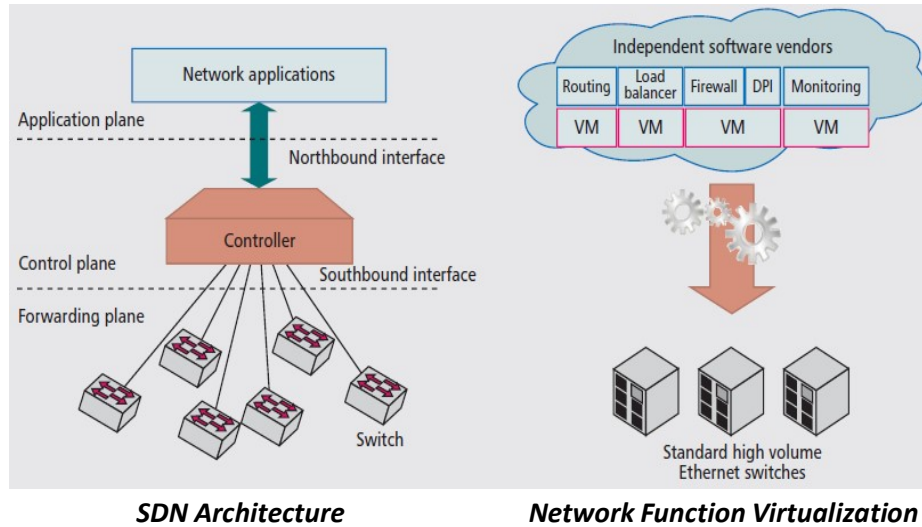 Network applications
Application plane
Northbound interface
Controller
Control plane
Southbound interface
Forwarding plane
Switch
SDN Architecture
Independent software vendors
Routing
Load
balancer
Firewall
DPI
Monitoring
VM
VM
VM
VM
Standard high volume
Ethernet switches
Network Function Virtualization